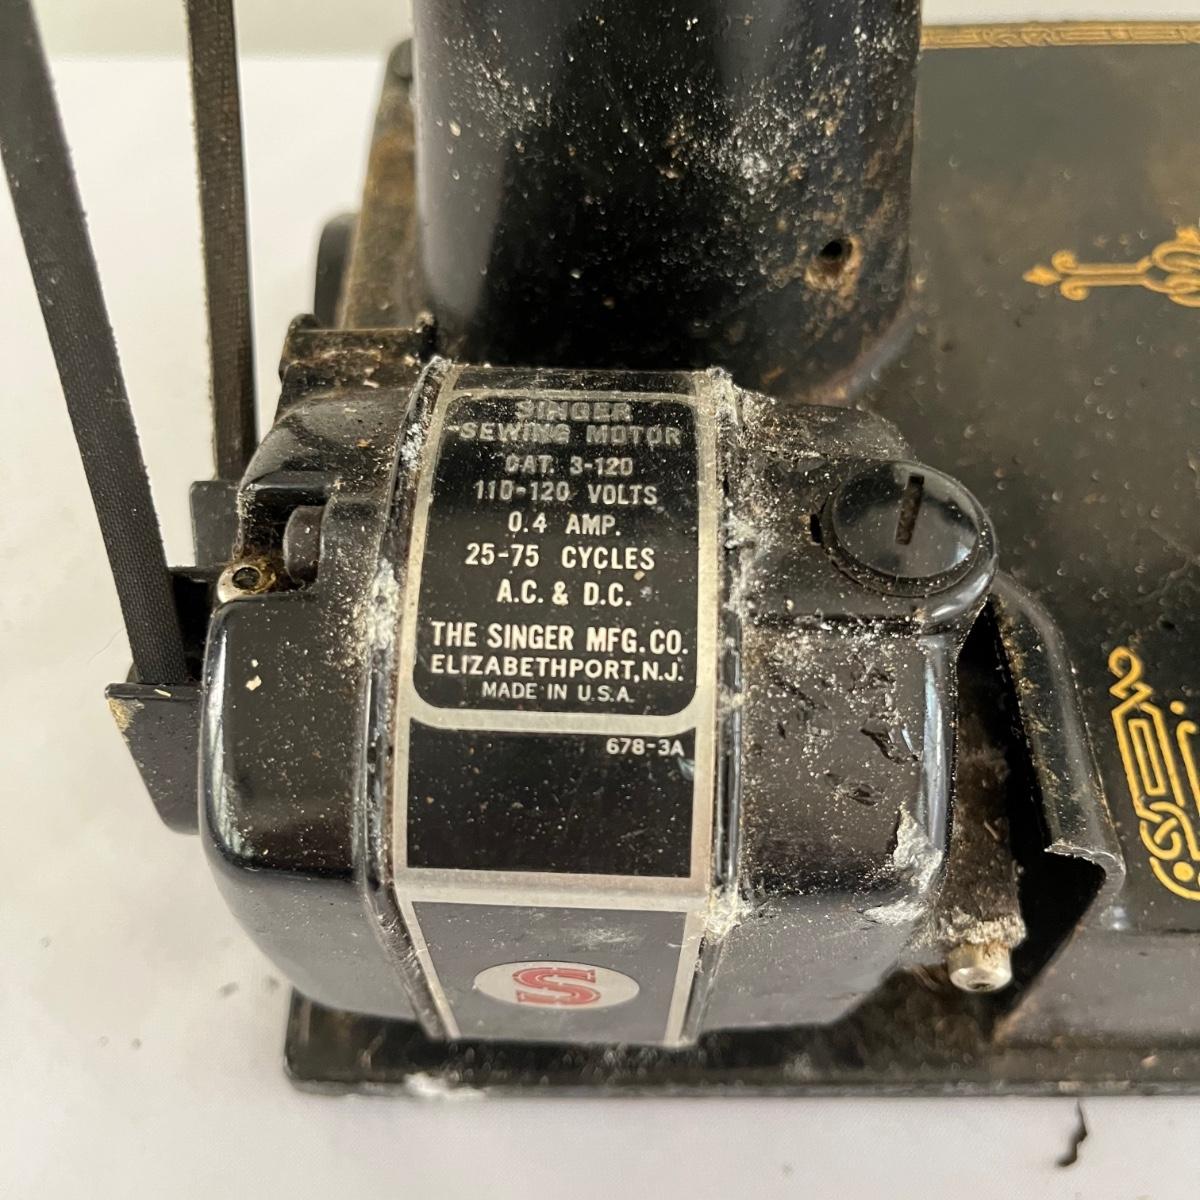 SINGER
SEWING MOTOR
CAT. 3-120
110-120 VOLTS
0.4 AMP.
25-75 CYCLES
A.C. & D.C.
THE SINGER MFG. CO.
ELIZABETHPORT, N.J.
MADE IN U.S.A.
678-3A
S